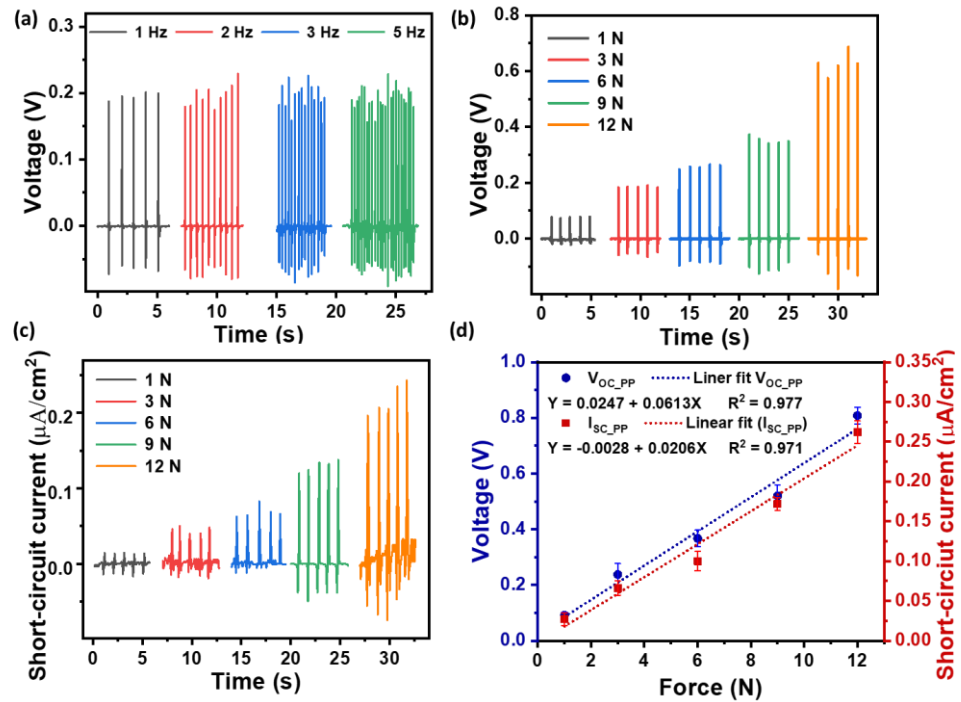 (a)
0.3
1 Hz 2 Hz 3 Hz 5 Hz
0.2
0.1
0.0
Voltage (V)
0 5 10 15 20 25
Time (s)
(b)
0.8
0.6
0.4
0.2
0.0
Voltage (V)
1 N
3 N
6 N
9 N
12 N
0 5 10 15 20 25 30
Time (s)
(c)
0.2
0.1
0.0
Short-circuit current (μA/cm²)
1 N
3 N
6 N
9 N
12 N
0 5 10 15 20 25 30
Time (s)
(d)
1.0
0.8
0.6
0.4
0.2
0.0
Voltage (V)
VOC_PP Liner fit VOC_PP
Y = 0.0247 + 0.0613X R² = 0.977
ISC_PP Linear fit (ISC_PP)
Y = -0.0028 + 0.0206X R² = 0.971
0 2 4 6 8 10 12
Force (N)
0.35
0.30
0.25
0.20
0.15
0.10
0.05
0.00
Short-circiut current (μA/cm²)